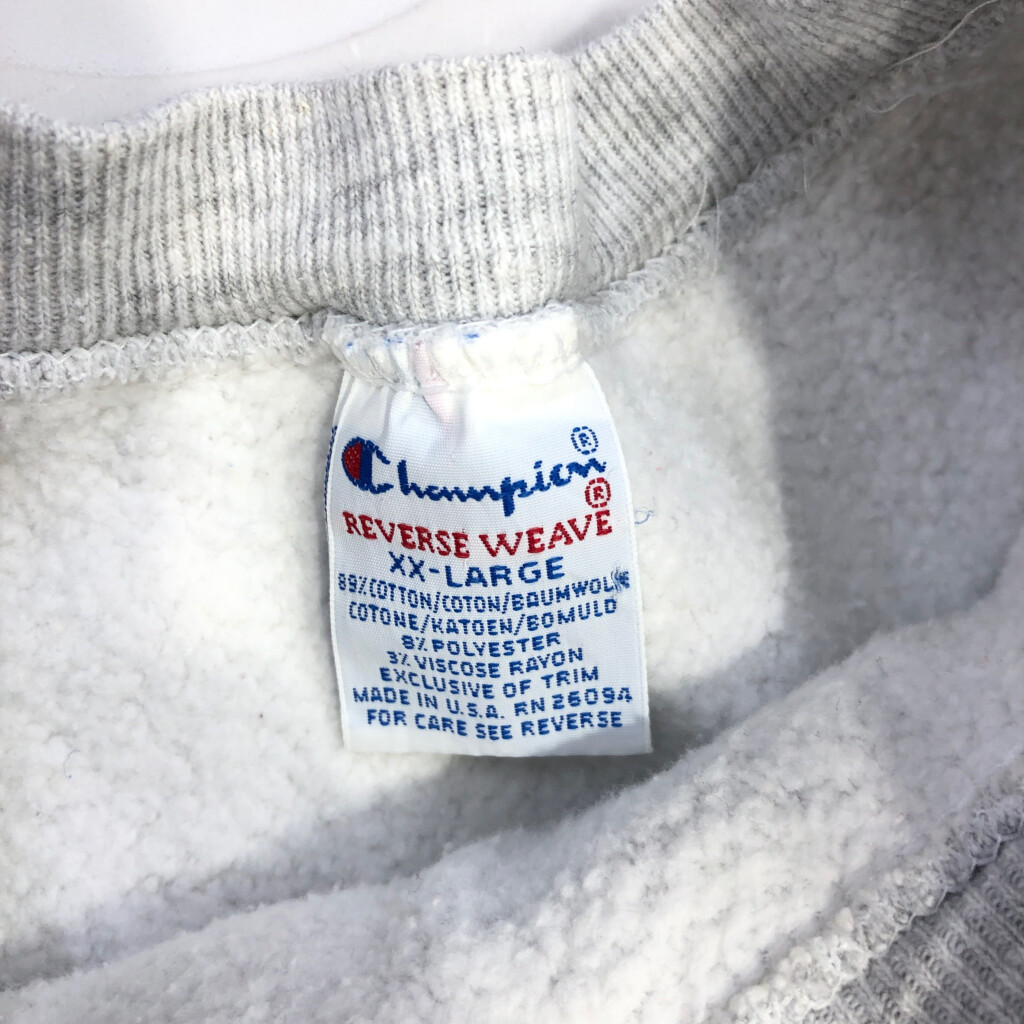 Champion®
REVERSE WEAVE®
XX-LARGE
89%COTTON/COTON/BAUMWOLLE
COTONE/KATOEN/BOMULD
8% POLYESTER
3% VISCOSE RAYON
EXCLUSIVE OF TRIM
MADE IN U.S.A. RN 26094
FOR CARE SEE REVERSE